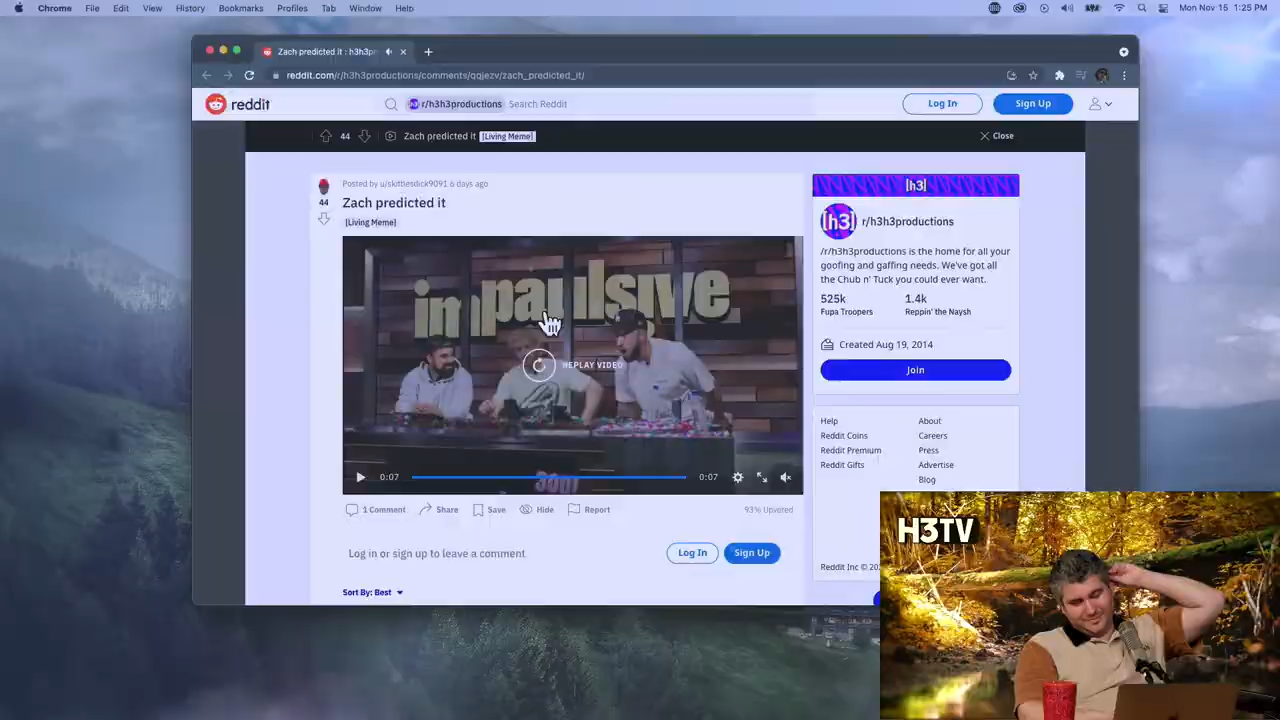 Chrome File Edit View History Bookmarks Profiles Tab Window Help Mon Nov 15 1:25 PM
Zach predicted it : h3h3pr
reddit.com/r/h3h3productions/comments/qqjezv/zach_predicted_it/
reddit r/h3h3productions Search Reddit Log In Sign Up
44 Zach predicted it [Living Meme] Close
Posted by u/skittlesdick9091 6 days ago
44
Zach predicted it
[Living Meme]
impaulsive
REPLAY VIDEO
0:07 0:07
1 Comment Share Save Hide Report 93% Upvoted
Log in or sign up to leave a comment Log In Sign Up
Sort By: Best
[h3]
[h3] r/h3h3productions
/r/h3h3productions is the home for all your
goofing and gaffing needs. We've got all
the Chub n' Tuck you could ever want.
525k 1.4k
Fupa Troopers Reppin' the Naysh
Created Aug 19, 2014
Join
Help About
Reddit Coins Careers
Reddit Premium Press
Reddit Gifts Advertise
Blog
Reddit Inc © 20
H3TV